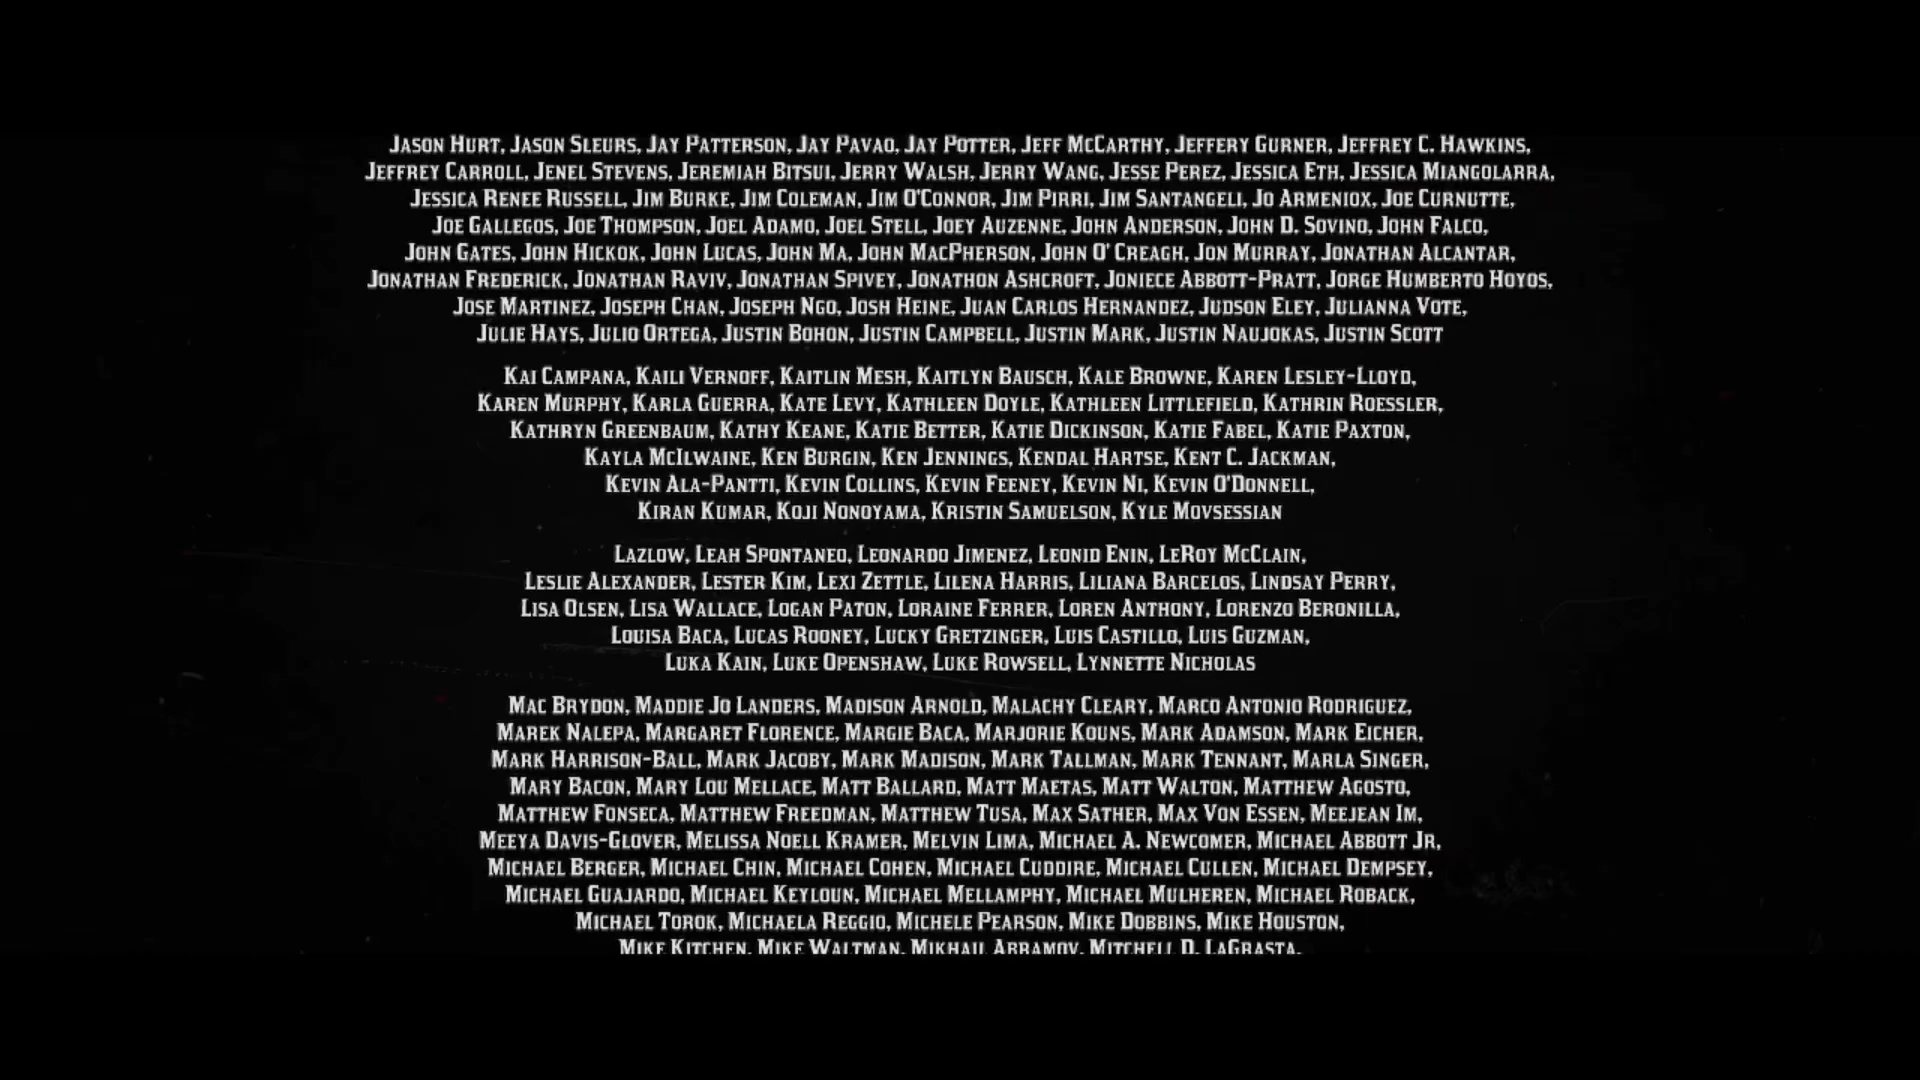 Jason Hurt, Jason Sleurs, Jay Patterson, Jay Pavao, Jay Potter, Jeff McCarthy, Jeffery Gurner, Jeffrey C. Hawkins,
Jeffrey Carroll, Jenel Stevens, Jeremiah Bitsui, Jerry Walsh, Jerry Wang, Jesse Perez, Jessica Eth, Jessica Miangolarra,
Jessica Renee Russell, Jim Burke, Jim Coleman, Jim O'Connor, Jim Pirri, Jim Santangeli, Jo Armeniox, Joe Curnutte,
Joe Gallegos, Joe Thompson, Joel Adamo, Joel Stell, Joey Auzenne, John Anderson, John D. Sovino, John Falco,
John Gates, John Hickok, John Lucas, John Ma, John MacPherson, John O' Creagh, Jon Murray, Jonathan Alcantar,
Jonathan Frederick, Jonathan Raviv, Jonathan Spivey, Jonathon Ashcroft, Joniece Abbott-Pratt, Jorge Humberto Hoyos,
Jose Martinez, Joseph Chan, Joseph Ngo, Josh Heine, Juan Carlos Hernandez, Judson Eley, Julianna Vote,
Julie Hays, Julio Ortega, Justin Bohon, Justin Campbell, Justin Mark, Justin Naujokas, Justin Scott
Kai Campana, Kaili Vernoff, Kaitlin Mesh, Kaitlyn Bausch, Kale Browne, Karen Lesley-Lloyd,
Karen Murphy, Karla Guerra, Kate Levy, Kathleen Doyle, Kathleen Littlefield, Kathrin Roessler,
Kathryn Greenbaum, Kathy Keane, Katie Better, Katie Dickinson, Katie Fabel, Katie Paxton,
Kayla McIlwaine, Ken Burgin, Ken Jennings, Kendal Hartse, Kent C. Jackman,
Kevin Ala-Pantti, Kevin Collins, Kevin Feeney, Kevin Ni, Kevin O'Donnell,
Kiran Kumar, Koji Nonoyama, Kristin Samuelson, Kyle Movsessian
Lazlow, Leah Spontaneo, Leonardo Jimenez, Leonid Enin, LeRoy McClain,
Leslie Alexander, Lester Kim, Lexi Zettle, Lilena Harris, Liliana Barcelos, Lindsay Perry,
Lisa Olsen, Lisa Wallace, Logan Paton, Loraine Ferrer, Loren Anthony, Lorenzo Beronilla,
Louisa Baca, Lucas Rooney, Lucky Gretzinger, Luis Castillo, Luis Guzman,
Luka Kain, Luke Openshaw, Luke Rowsell, Lynnette Nicholas
Mac Brydon, Maddie Jo Landers, Madison Arnold, Malachy Cleary, Marco Antonio Rodriguez,
Marek Nalepa, Margaret Florence, Margie Baca, Marjorie Kouns, Mark Adamson, Mark Eicher,
Mark Harrison-Ball, Mark Jacoby, Mark Madison, Mark Tallman, Mark Tennant, Marla Singer,
Mary Bacon, Mary Lou Mellace, Matt Ballard, Matt Maetas, Matt Walton, Matthew Agosto,
Matthew Fonseca, Matthew Freedman, Matthew Tusa, Max Sather, Max Von Essen, Meejean Im,
Meeya Davis-Glover, Melissa Noell Kramer, Melvin Lima, Michael A. Newcomer, Michael Abbott Jr,
Michael Berger, Michael Chin, Michael Cohen, Michael Cuddire, Michael Cullen, Michael Dempsey,
Michael Guajardo, Michael Keyloun, Michael Mellamphy, Michael Mulheren, Michael Roback,
Michael Torok, Michaela Reggio, Michele Pearson, Mike Dobbins, Mike Houston,
Mike Kitchen, Mike Waltman, Mikhail Abramov, Mitchell D. LaGrasta,